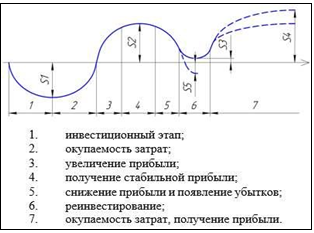 S1
S2
S3
S4
S5
1 2 3 4 5 6 7
1. инвестиционный этап;
2. окупаемость затрат;
3. увеличение прибыли;
4. получение стабильной прибыли;
5. снижение прибыли и появление убытков;
6. реинвестирование;
7. окупаемость затрат, получение прибыли.